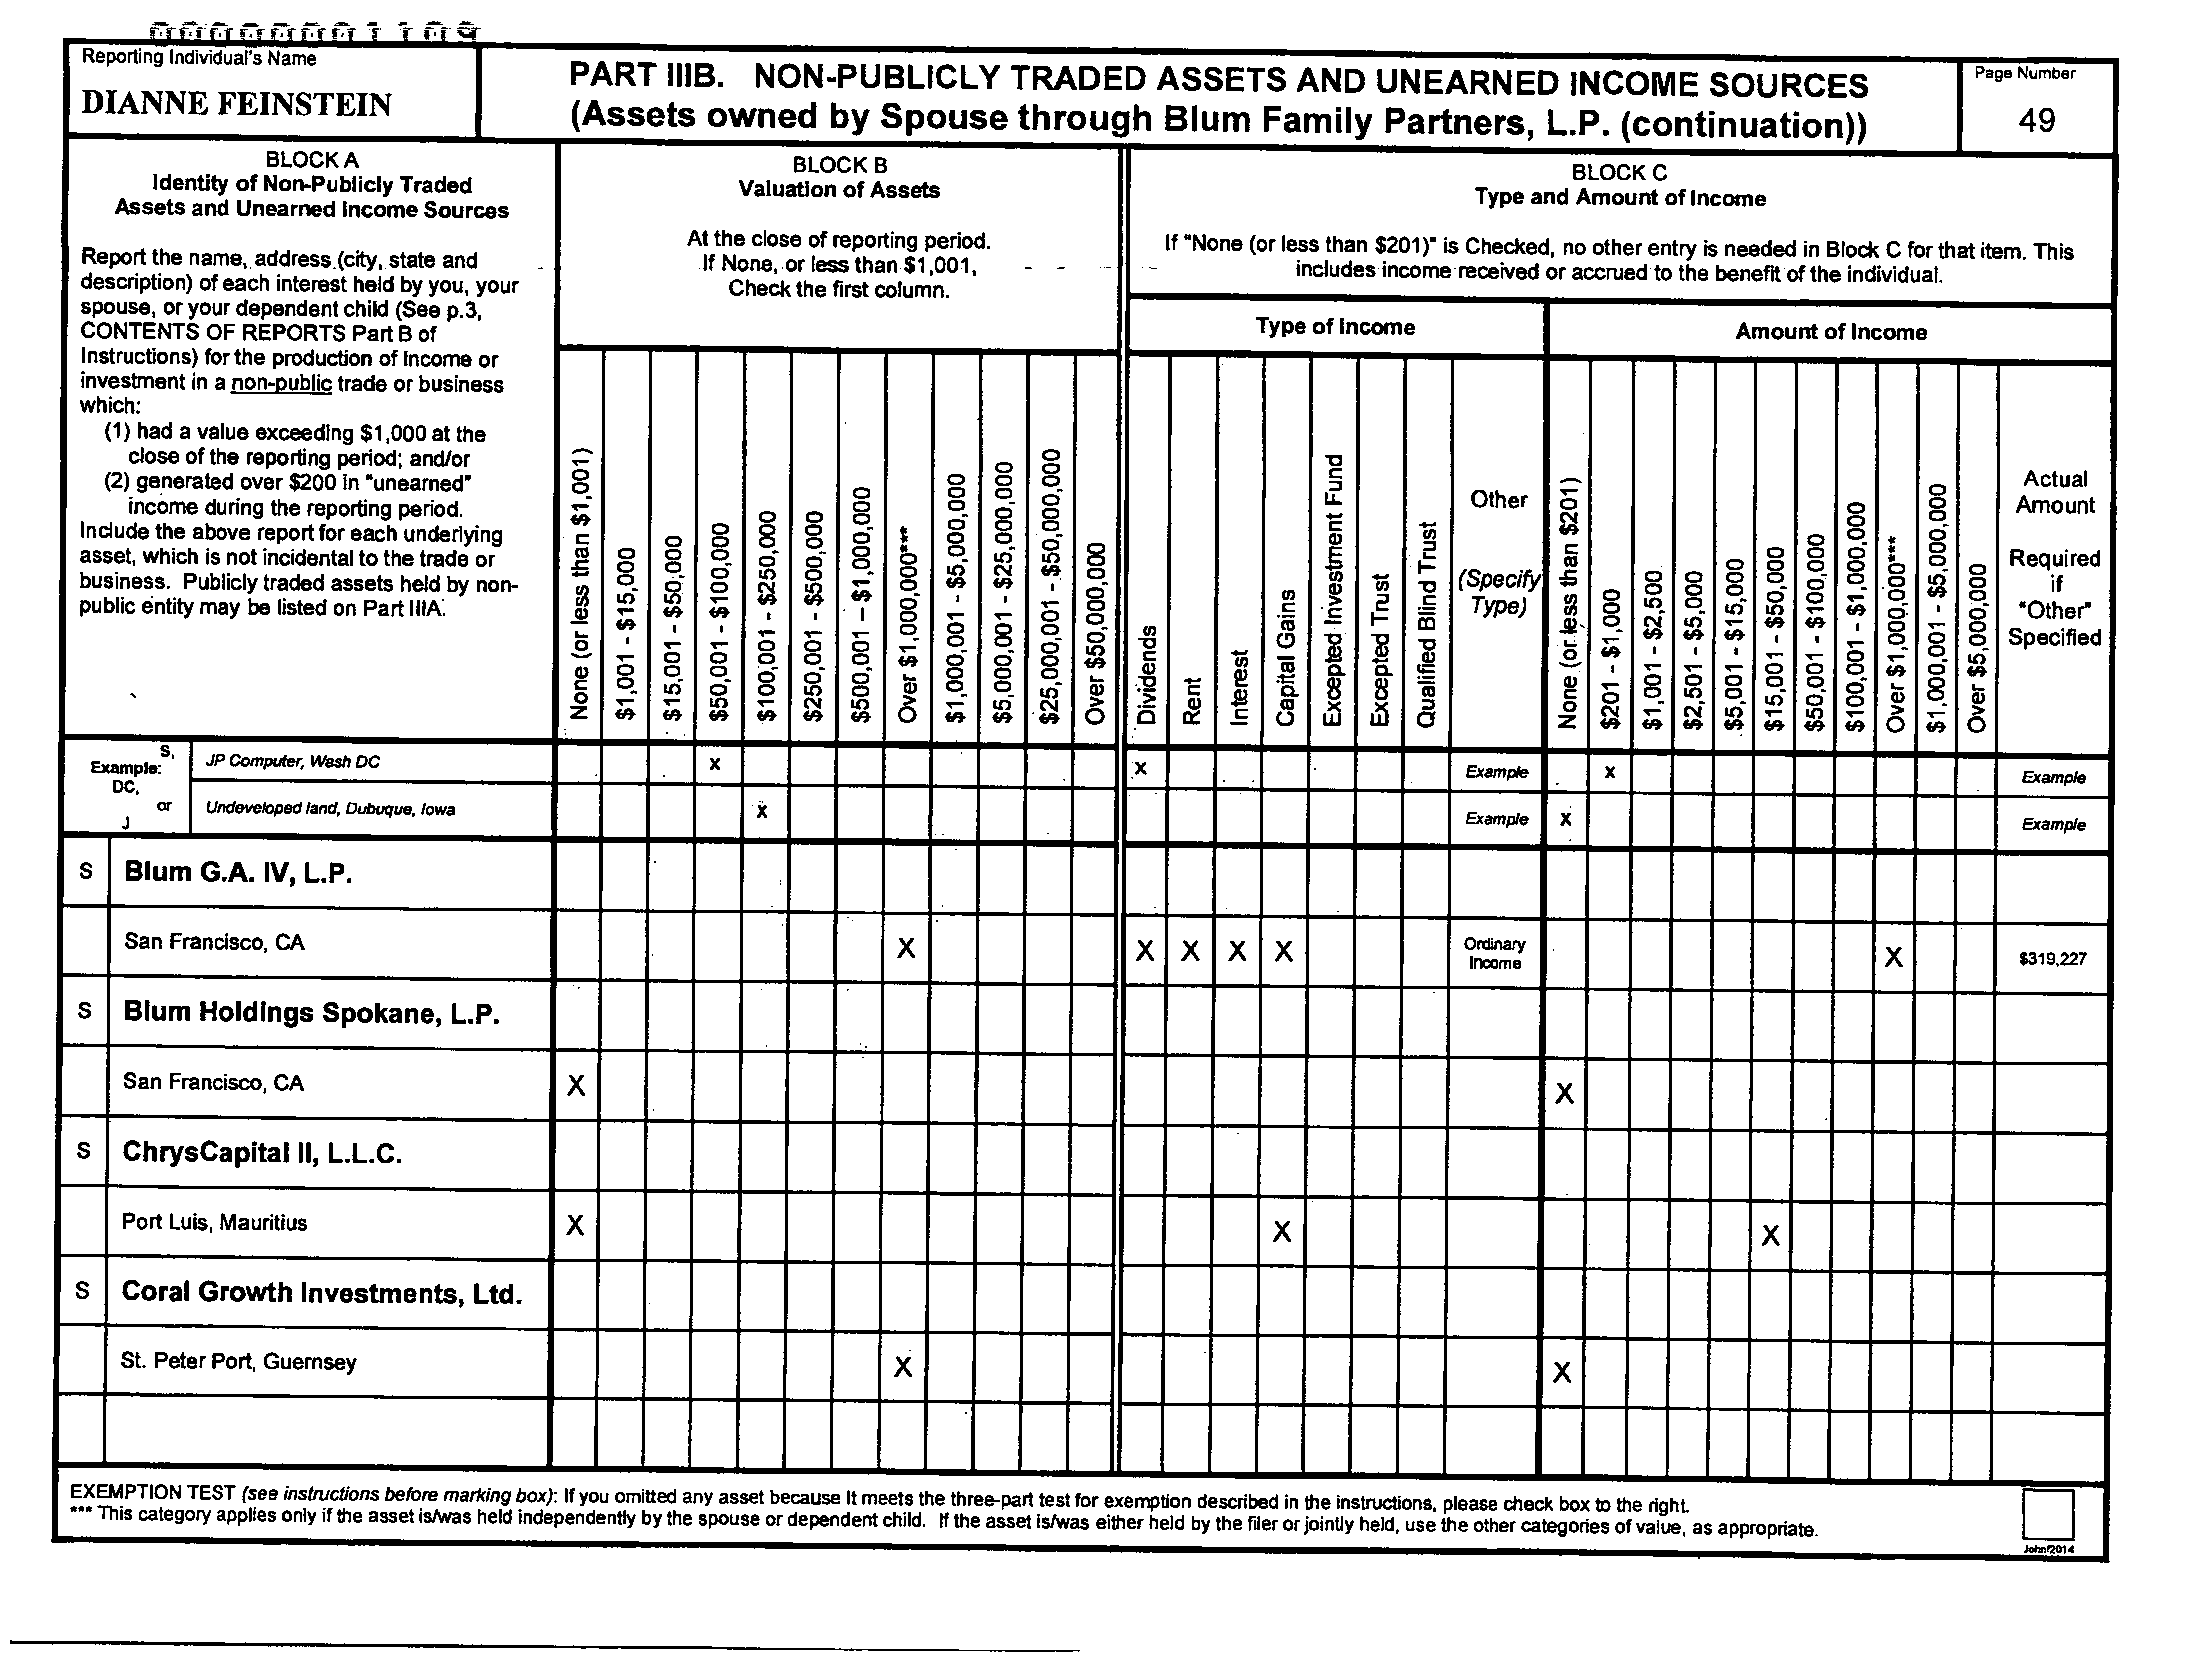 Reporting Individual's Name
DIANNE FEINSTEIN
PART IIIB. NON-PUBLICLY TRADED ASSETS AND UNEARNED INCOME SOURCES
(Assets owned by Spouse through Blum Family Partners, L.P. (continuation))
Page Number
49
BLOCK A
Identity of Non-Publicly Traded
Assets and Unearned Income Sources
Report the name, address (city, state and
description) of each interest held by you, your
spouse, or your dependent child (See p.3,
CONTENTS OF REPORTS Part B of
Instructions) for the production of income or
investment in a non-public trade or business
which:
(1) had a value exceeding $1,000 at the
close of the reporting period; and/or
(2) generated over $200 in "unearned"
income during the reporting period.
Include the above report for each underlying
asset, which is not incidental to the trade or
business. Publicly traded assets held by non-
public entity may be listed on Part IIIA.
BLOCK B
Valuation of Assets
At the close of reporting period.
If None, or less than $1,001,
Check the first column.
None (or less than $1,001)
$1,001 - $15,000
$15,001 - $50,000
$50,001 - $100,000
$100,001 - $250,000
$250,001 - $500,000
$500,001 - $1,000,000
Over $1,000,000***
$1,000,001 - $5,000,000
$5,000,001 - $25,000,000
$25,000,001 - $50,000,000
Over $50,000,000
BLOCK C
Type and Amount of Income
If "None (or less than $201)" is Checked, no other entry is needed in Block C for that item. This
includes income received or accrued to the benefit of the individual.
Type of Income
Dividends
Rent
Interest
Capital Gains
Excepted Investment Fund
Excepted Trust
Qualified Blind Trust
Other
(Specify
Type)
Amount of Income
None (or less than $201)
$201 - $1,000
$1,001 - $2,500
$2,501 - $5,000
$5,001 - $15,000
$15,001 - $50,000
$50,001 - $100,000
$100,001 - $1,000,000
Over $1,000,000***
$1,000,001 - $5,000,000
Over $5,000,000
Actual
Amount
Required
if
"Other"
Specified
Example: S,
DC,
or
J
JP Computer, Wash DC X X Example X Example
Undeveloped land, Dubuque, Iowa X Example X Example
S Blum G.A. IV, L.P.
San Francisco, CA X X X X X Ordinary Income X $319,227
S Blum Holdings Spokane, L.P.
San Francisco, CA X X
S ChrysCapital II, L.L.C.
Port Luis, Mauritius X X X
S Coral Growth Investments, Ltd.
St. Peter Port, Guernsey X X
EXEMPTION TEST (see instructions before marking box): If you omitted any asset because it meets the three-part test for exemption described in the instructions, please check box to the right.
*** This category applies only if the asset is/was held independently by the spouse or dependent child. If the asset is/was either held by the filer or jointly held, use the other categories of value, as appropriate.
John/2014